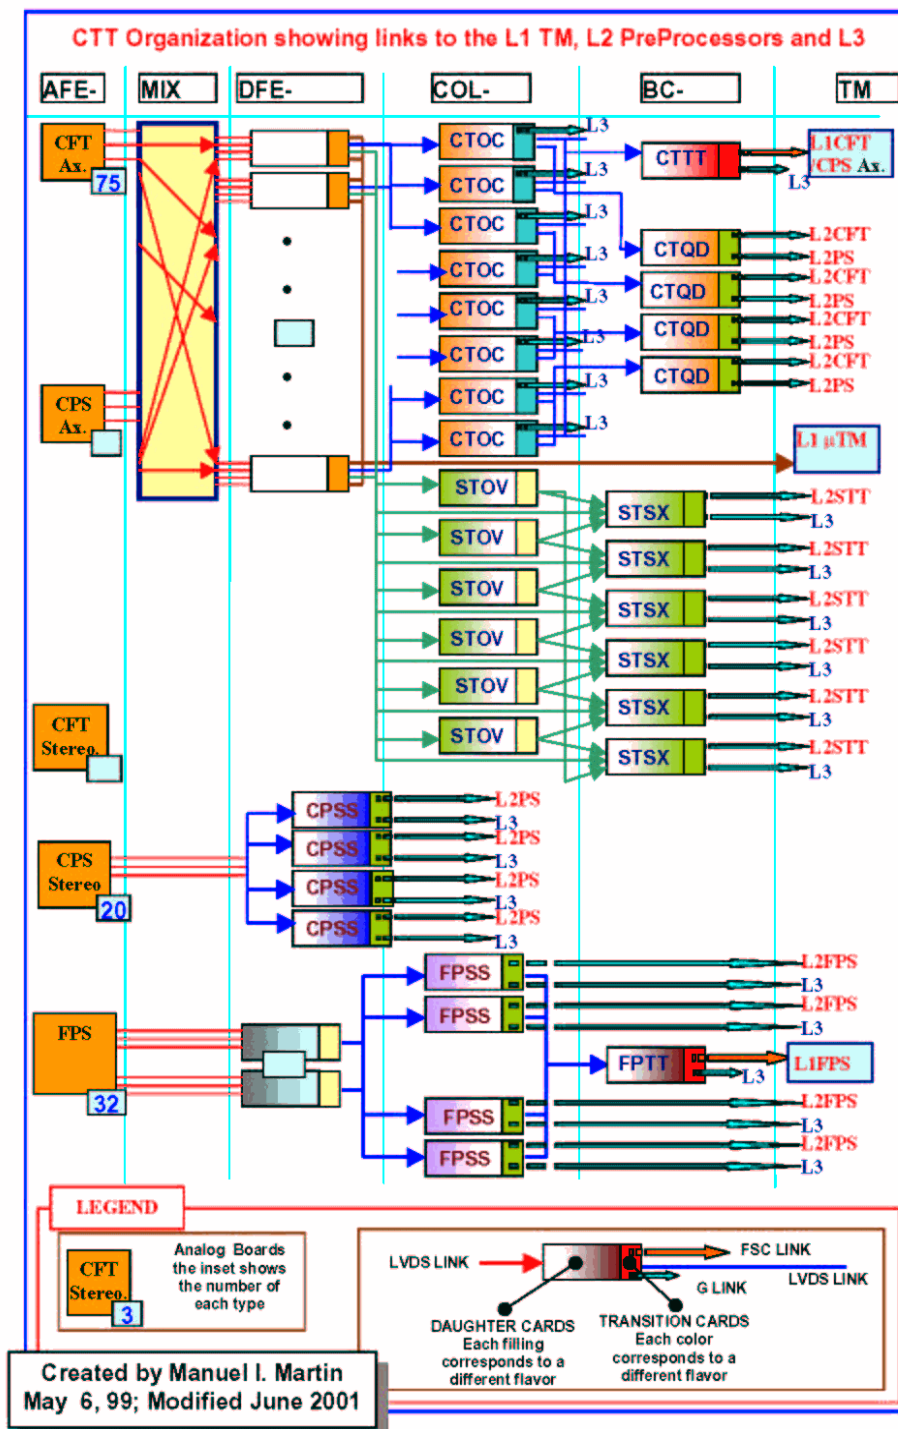 CTT Organization showing links to the L1 TM, L2 PreProcessors and L3
AFE-
MIX
DFE-
COL-
BC-
TM
CFT
Ax.
75
CPS
Ax.
CFT
Stereo.
CPS
Stereo
20
FPS
32
CTOC
L3
CTOC
L3
CTOC
L3
CTOC
L3
CTOC
L3
CTOC
L3
CTOC
L3
CTOC
L3
CTTT
L1CFT
/CPS Ax.
L3
CTQD
L2CFT
L2PS
CTQD
L2CFT
L2PS
CTQD
L2CFT
L2PS
CTQD
L2CFT
L2PS
L1 µTM
STOV
STOV
STOV
STOV
STOV
STOV
STSX
L2STT
L3
STSX
L2STT
L3
STSX
L2STT
L3
STSX
L2STT
L3
STSX
L2STT
L3
STSX
L2STT
L3
CPSS
L2PS
L3
CPSS
L2PS
L3
CPSS
L2PS
L3
CPSS
L2PS
L3
FPSS
L2FPS
L3
FPSS
L2FPS
L3
FPTT
L3
L1FPS
FPSS
L2FPS
L3
FPSS
L2FPS
L3
LEGEND
CFT
Stereo.
3
Analog Boards
the inset shows
the number of
each type
LVDS LINK
FSC LINK
LVDS LINK
G LINK
DAUGHTER CARDS
Each filling
corresponds to a
different flavor
TRANSITION CARDS
Each color
corresponds to a
different flavor
Created by Manuel I. Martin
May 6, 99; Modified June 2001